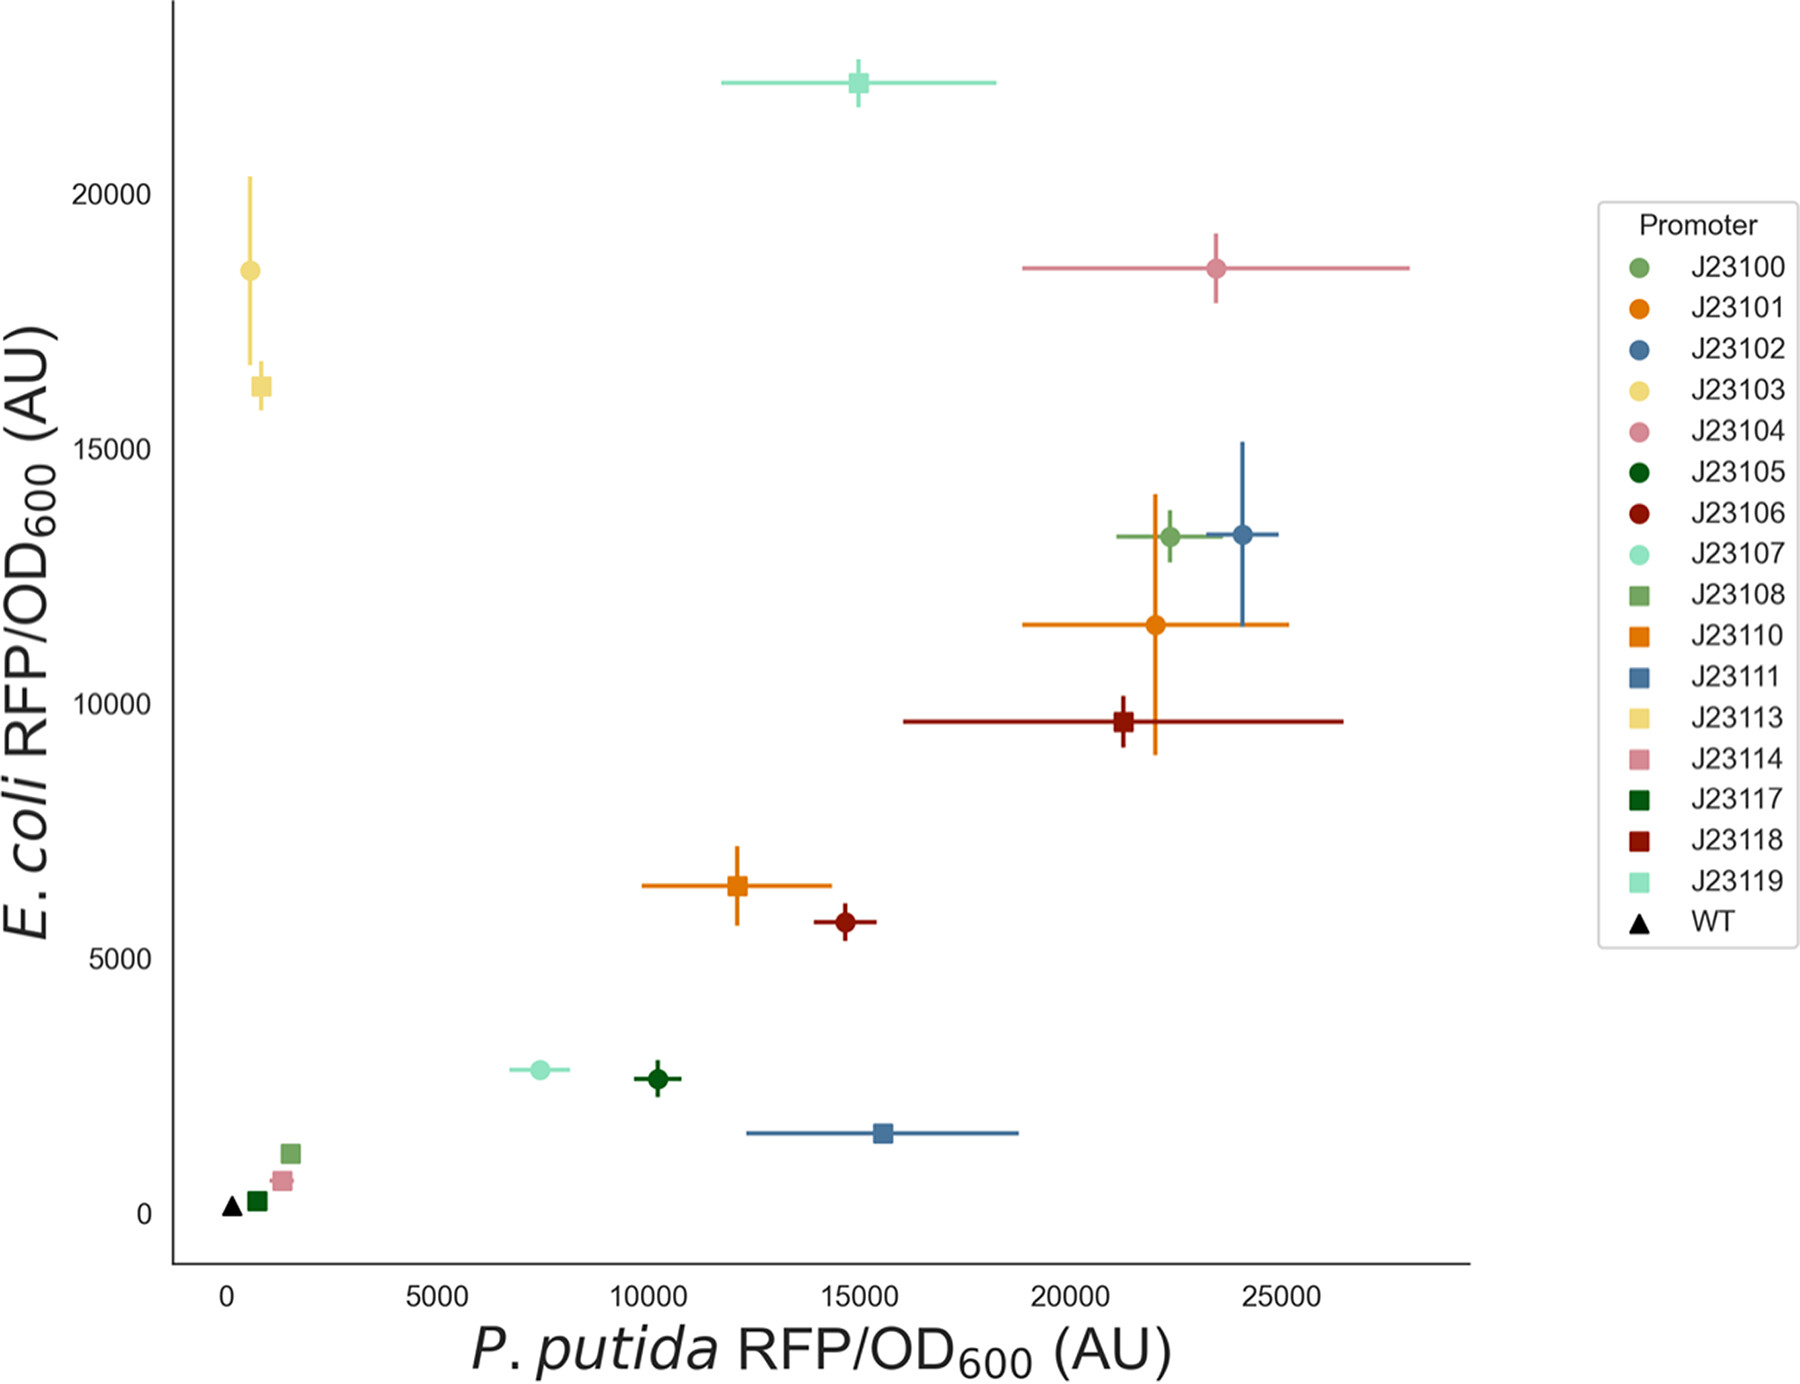 E. coli RFP/OD600 (AU)
20000
15000
10000
5000
0
0 5000 10000 15000 20000 25000
P. putida RFP/OD600 (AU)
Promoter
J23100
J23101
J23102
J23103
J23104
J23105
J23106
J23107
J23108
J23110
J23111
J23113
J23114
J23117
J23118
J23119
WT